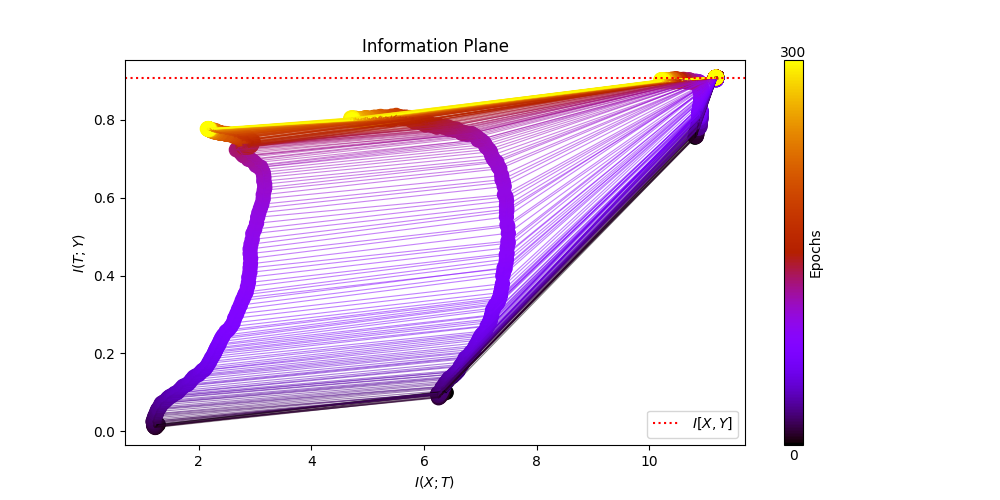 Information Plane
300
0.8
0.6
0.4
0.2
0.0
I(T; Y)
Epochs
I[X, Y]
0
2
4
6
8
10
I(X; T)